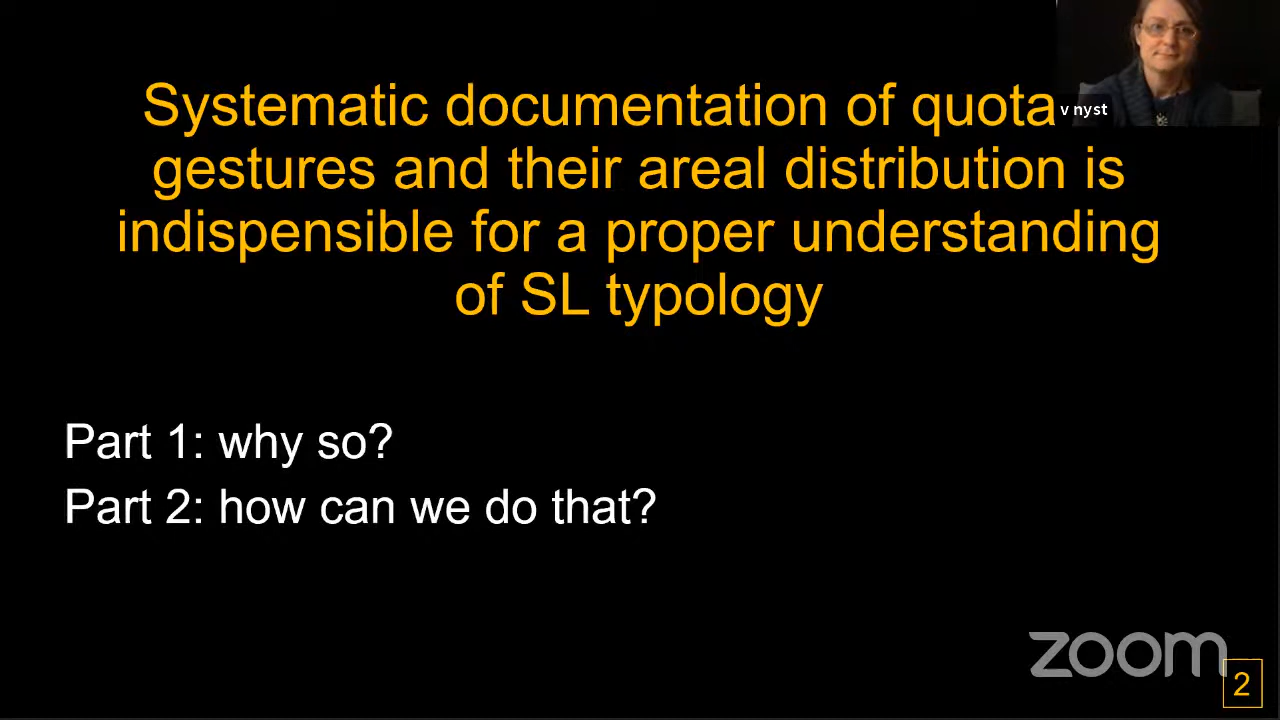 Systematic documentation of quota
v nyst
gestures and their areal distribution is
indispensible for a proper understanding
of SL typology
Part 1: why so?
Part 2: how can we do that?
zoom
2